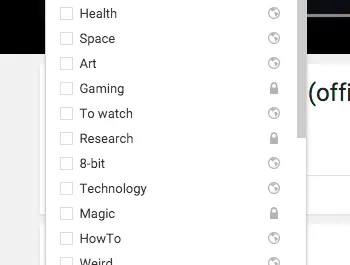 Health
Space
Art
(offi
Gaming
To watch
Research
8-bit
Technology
Magic
HowTo
Weird